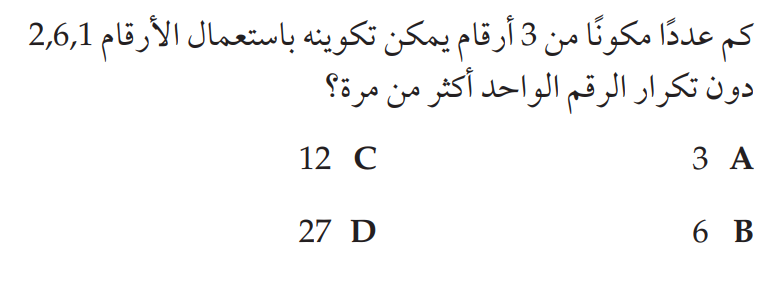 كم عددًا مكونًا من 3 أرقام يمكن تكوينه باستعمال الأرقام 2,6,1
دون تكرار الرقم الواحد أكثر من مرة؟
A 3
C 12
B 6
D 27